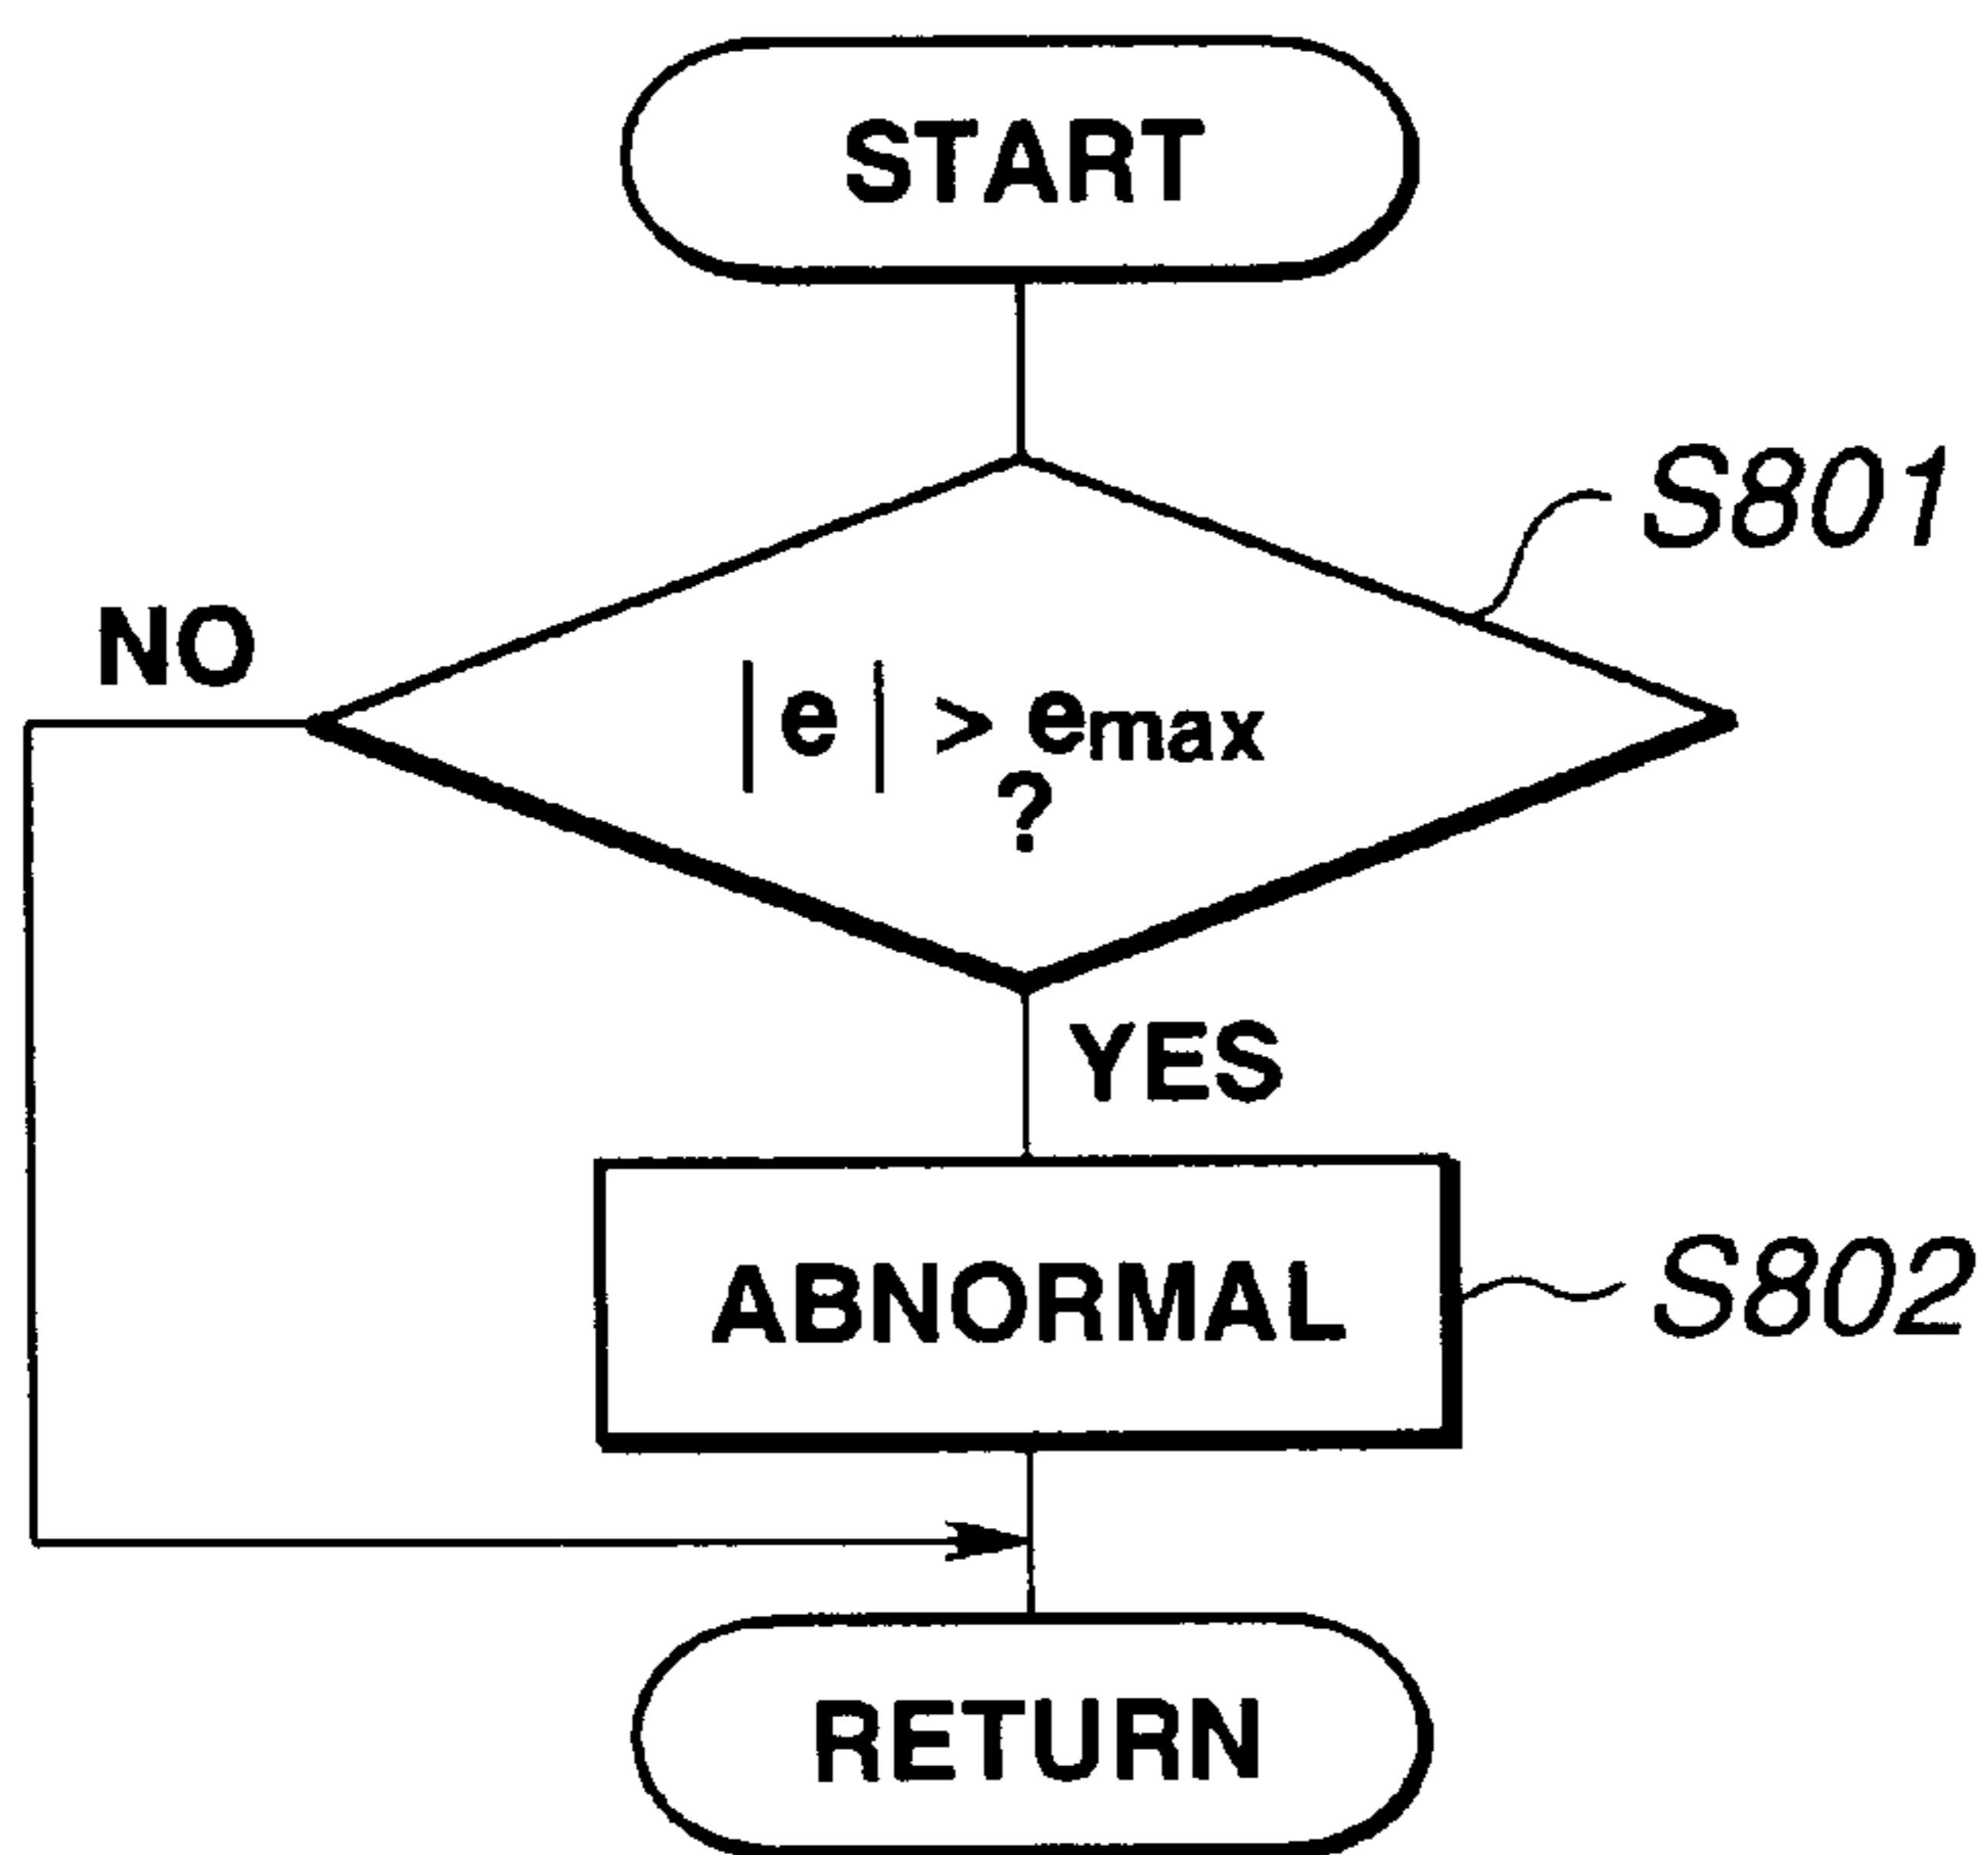 START
S801
NO
|e| > emax
?
YES
ABNORMAL
S802
RETURN